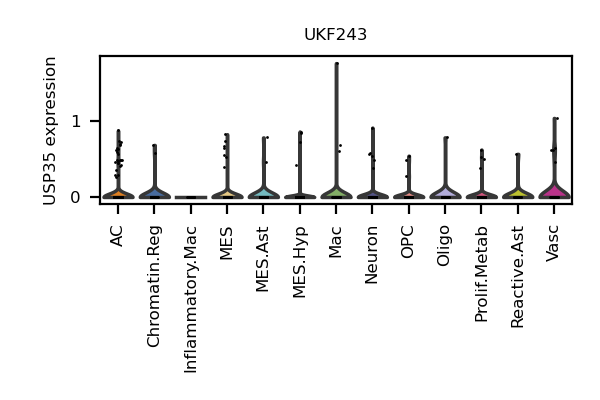 UKF243
USP35 expression
1
0
AC
Chromatin.Reg
Inflammatory.Mac
MES
MES.Ast
MES.Hyp
Mac
Neuron
OPC
Oligo
Prolif.Metab
Reactive.Ast
Vasc